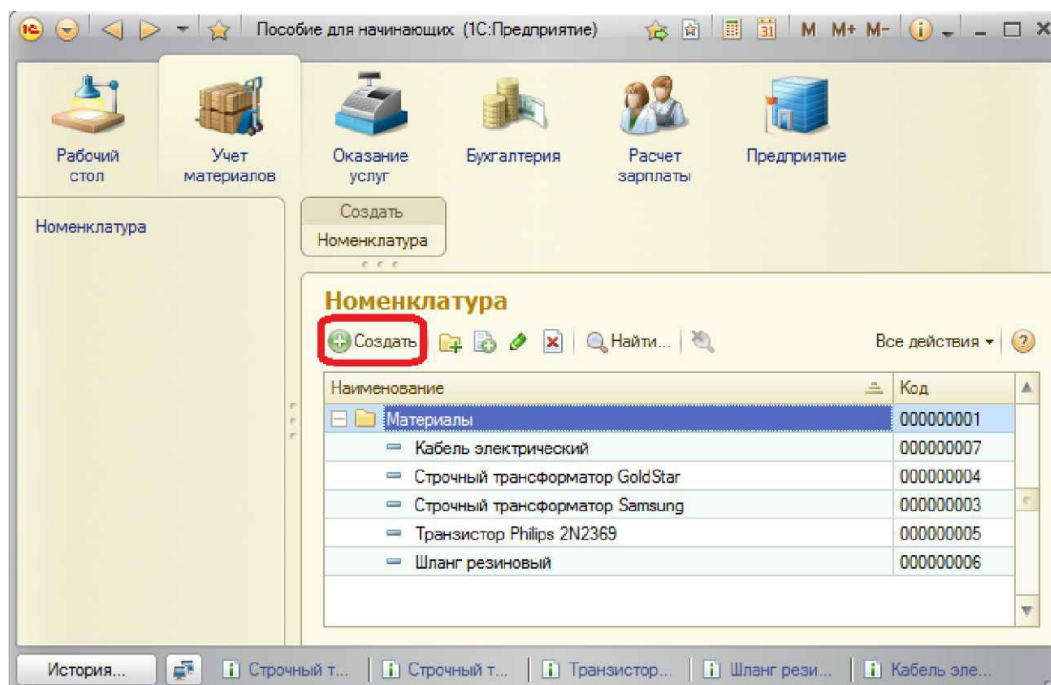 Пособие для начинающих (1С:Предприятие)
M M+ M-
31
Рабочий стол
Учет материалов
Оказание услуг
Бухгалтерия
Расчет зарплаты
Предприятие
Номенклатура
Создать
Номенклатура
Номенклатура
Создать Найти... Все действия
Наименование Код
Материалы 000000001
Кабель электрический 000000007
Строчный трансформатор GoldStar 000000004
Строчный трансформатор Samsung 000000003
Транзистор Philips 2N2369 000000005
Шланг резиновый 000000006
История... Строчный т... Строчный т... Транзистор... Шланг рези... Кабель эле...